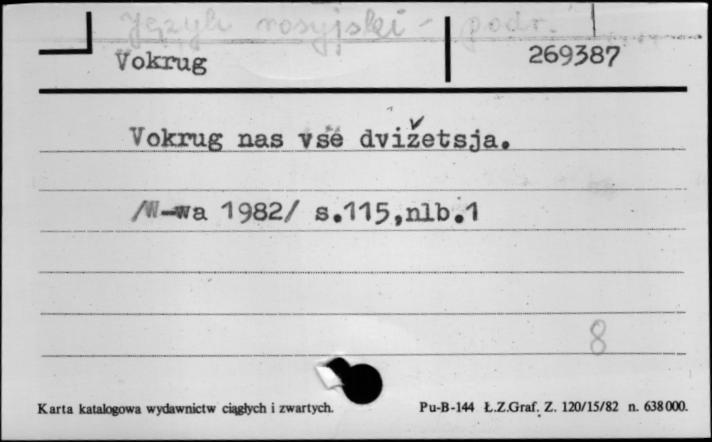 Język rosyjski - podr.
Vokrug 269387
Vokrug nas vsë dvižetsja.
/W-wa 1982/ s.115,nlb.1
8
Karta katalogowa wydawnictw ciągłych i zwartych. Pu-B-144 Ł.Z.Graf. Z. 120/15/82 n. 638000.